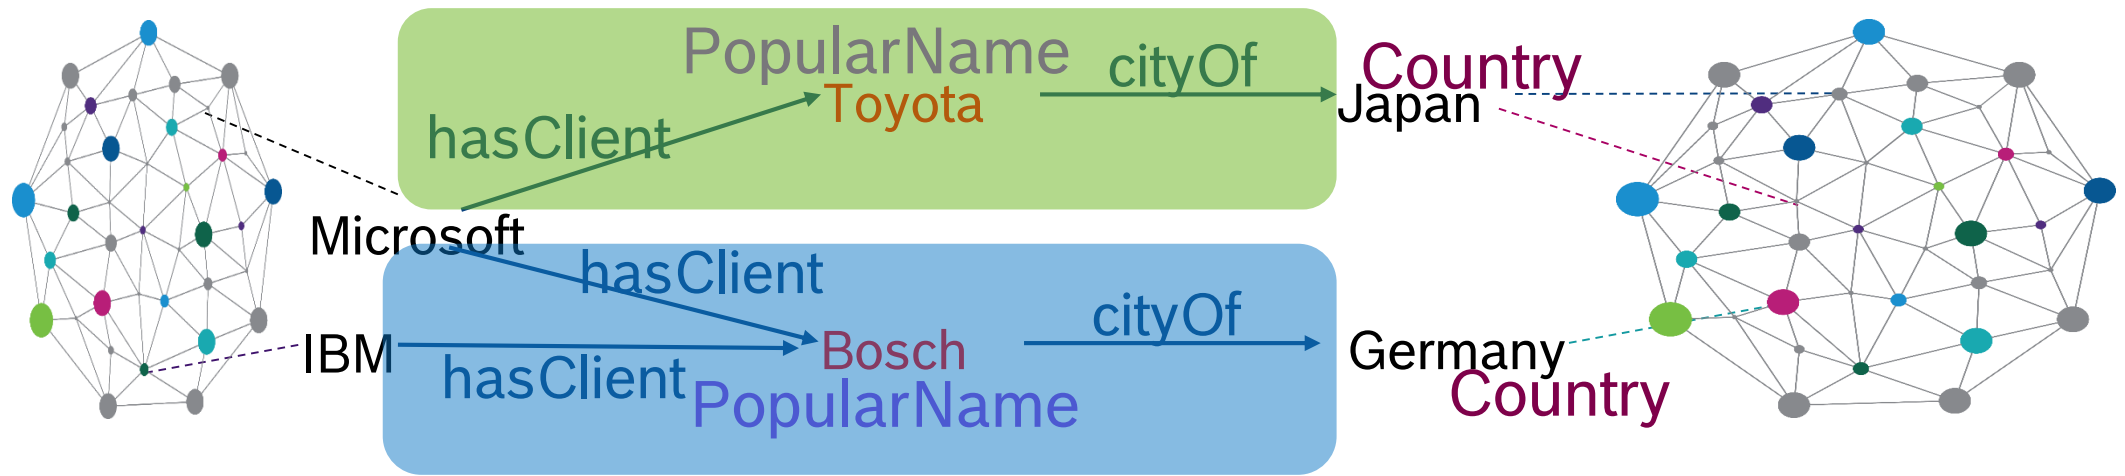 PopularName
cityOf
Country
Toyota
Japan
hasClient
Microsoft
hasClient
cityOf
IBM
Bosch
Germany
hasClient
PopularName
Country